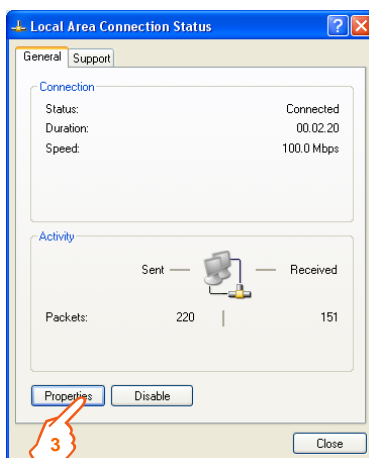 Local Area Connection Status
General Support
Connection
Status: Connected
Duration: 00.02.20
Speed: 100.0 Mbps
Activity
Sent Received
Packets: 220 151
Properties Disable
3
Close